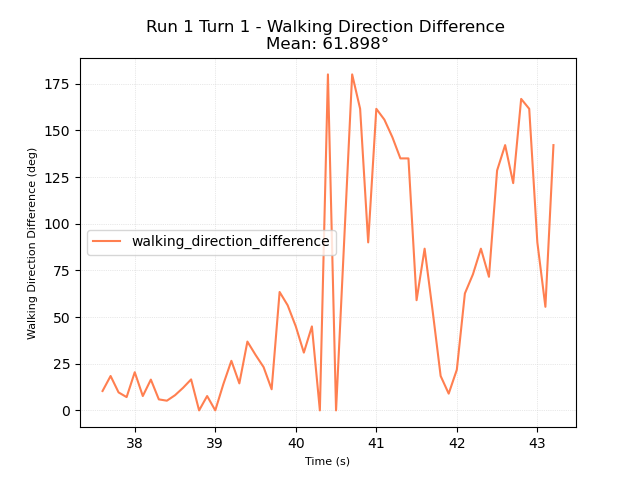 Run 1 Turn 1 - Walking Direction Difference
Mean: 61.898°
Walking Direction Difference (deg)
175
150
125
100
75
50
25
0
walking_direction_difference
38
39
40
41
42
43
Time (s)